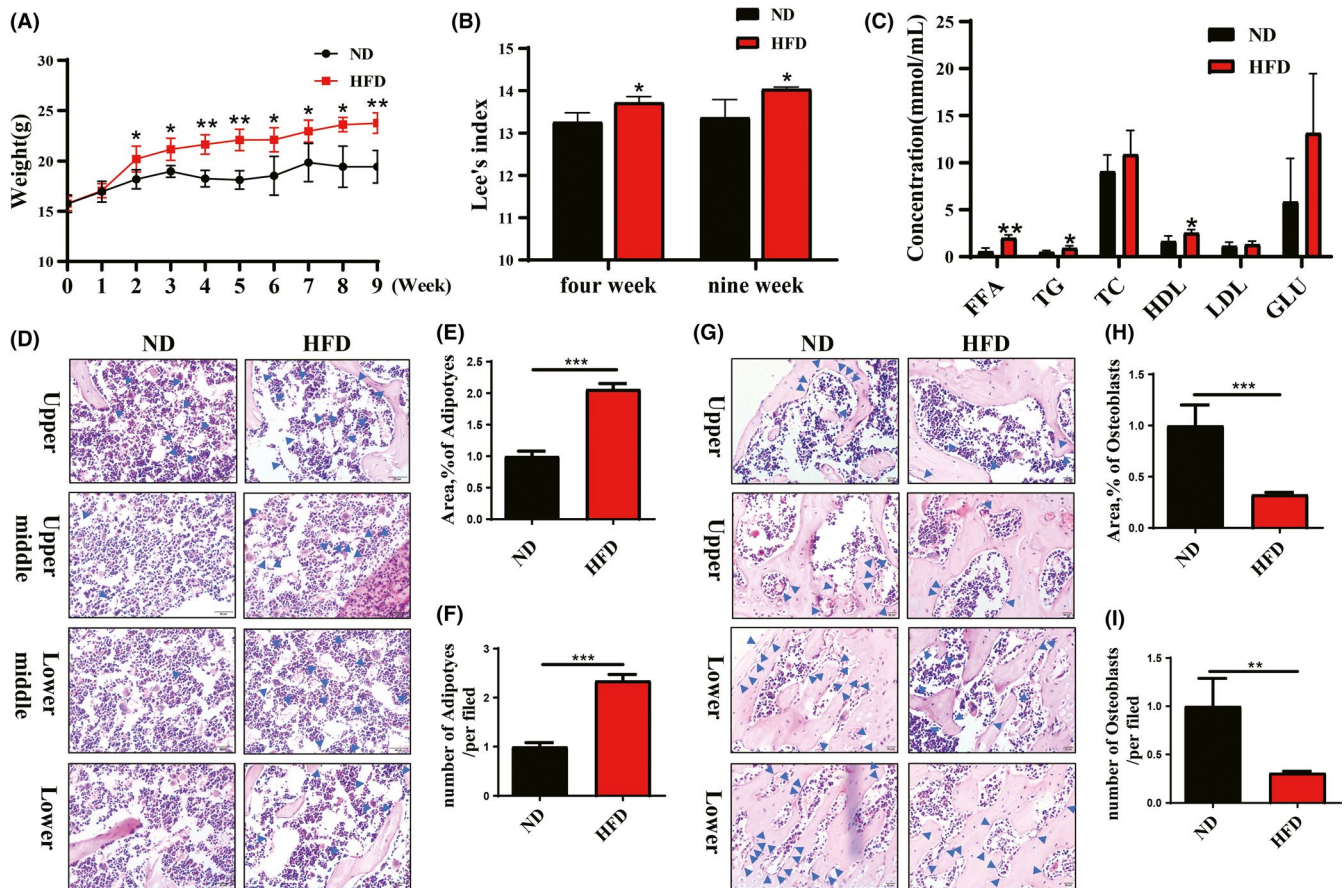 (A)
ND
HFD
Weight(g)
30
25
20
15
10
* * ** ** * * * **
0 1 2 3 4 5 6 7 8 9 (Week)
(B)
ND
HFD
Lee's index
15
14
13
12
11
10
* *
four week nine week
(C)
ND
HFD
Concentration(mmol/mL)
25
20
15
10
5
0
** * *
FFA TG TC HDL LDL GLU
(D)
ND HFD
Upper
Upper
middle
Lower
middle
Lower
(E)
Area,% of Adipotyes
2.5
2.0
1.5
1.0
0.5
0.0
***
ND HFD
(F)
number of Adipotyes
/per filed
3
2
1
0
***
ND HFD
(G)
ND HFD
Upper
Upper
Lower
Lower
(H)
Area,% of Osteoblasts
1.5
1.0
0.5
0.0
***
ND HFD
(I)
number of Osteoblasts
/per filed
1.5
1.0
0.5
0.0
**
ND HFD